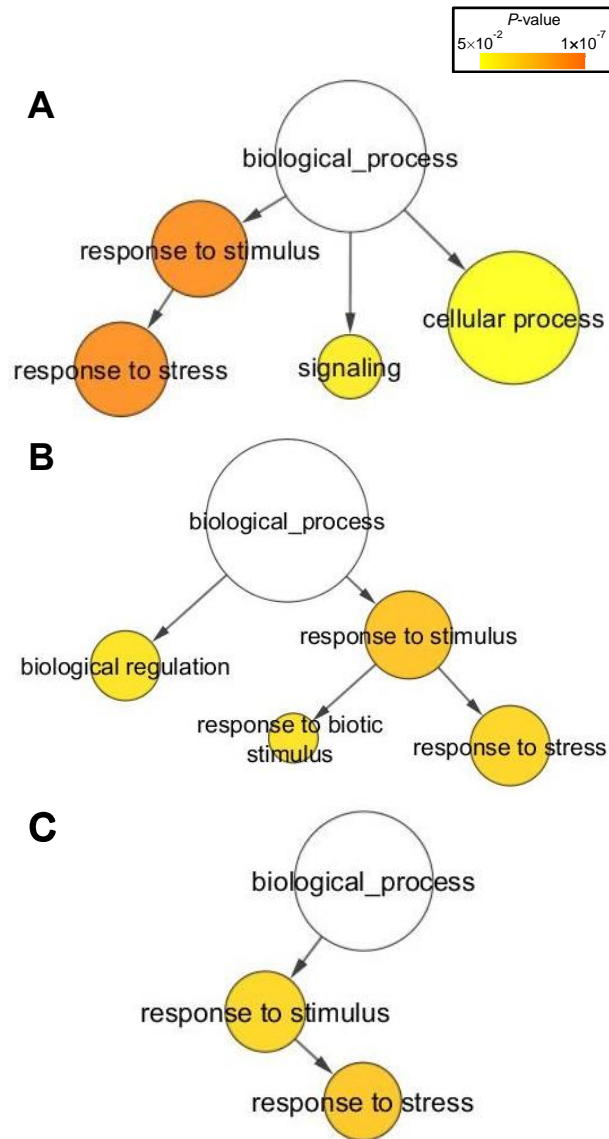 P-value
5×10⁻² 1×10⁻⁷
A
biological_process
response to stimulus
cellular process
response to stress
signaling
B
biological_process
response to stimulus
biological regulation
response to biotic
stimulus
response to stress
C
biological_process
response to stimulus
response to stress